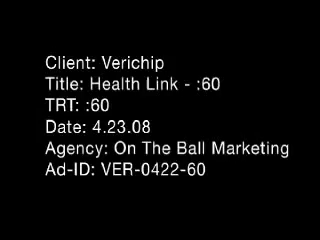 Client: Verichip
Title: Health Link - :60
TRT: :60
Date: 4.23.08
Agency: On The Ball Marketing
Ad-ID: VER-0422-60